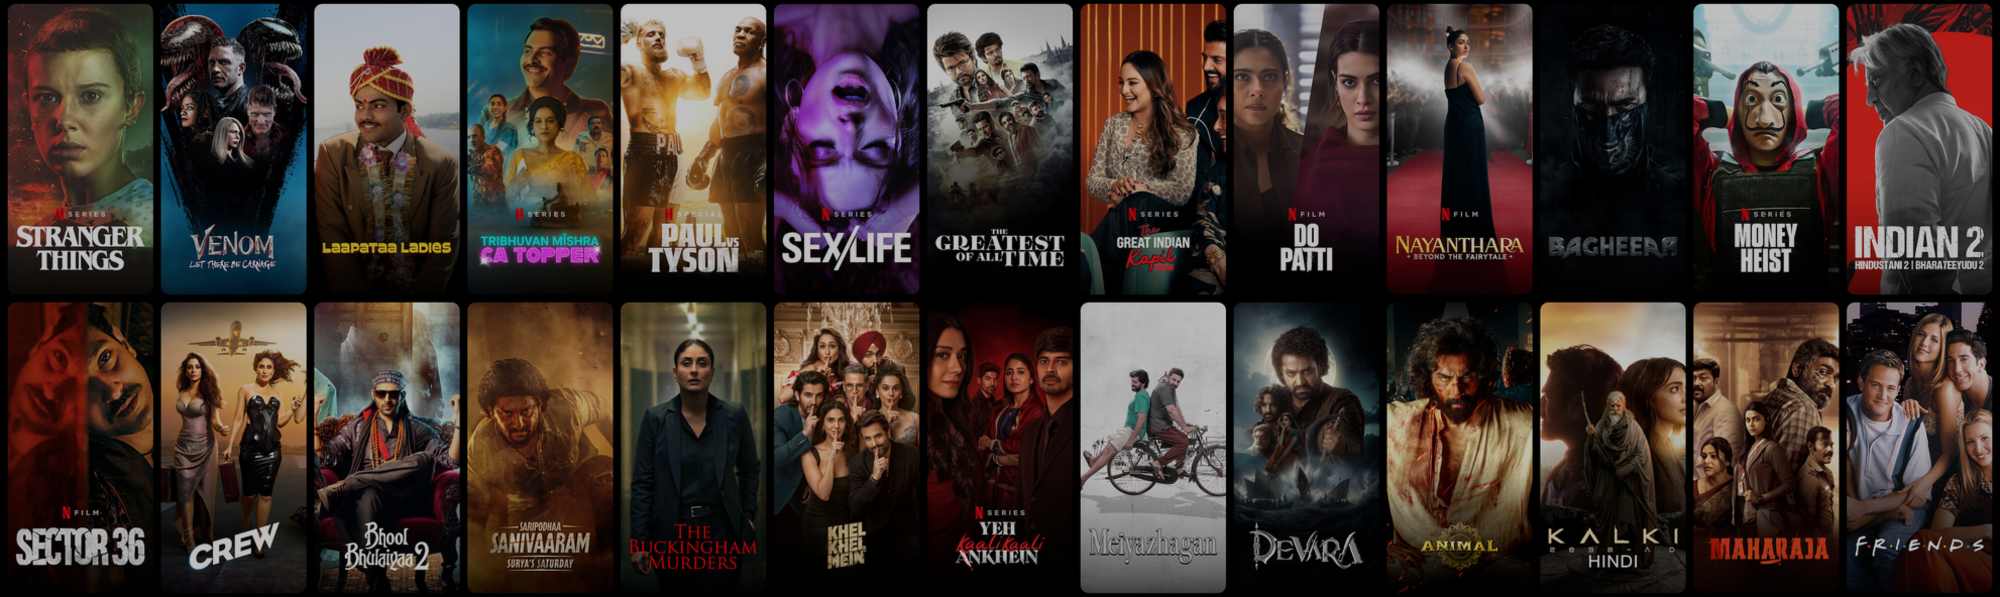 N SERIES
STRANGER
THINGS
VENOM
LET THERE BE CARNAGE
LAAPATAA LADIES
N SERIES
TRIBHUVAN MISHRA
CA TOPPER
N SPECIAL
PAUL VS
TYSON
N SERIES
SEX/LIFE
THE
GREATEST
OF ALL TIME
N SERIES
The
GREAT INDIAN
Kapil
SHOW
N FILM
DO
PATTI
N FILM
NAYANTHARA
BEYOND THE FAIRYTALE
BAGHEERA
N SERIES
MONEY
HEIST
INDIAN 2
HINDUSTANI 2 | BHARATEEYUDU 2
N FILM
SECTOR 36
CREW
Bhool
Bhulaiyaa 2
SARIPODHAA
SANIVAARAM
SURYA'S SATURDAY
THE
BUCKINGHAM
MURDERS
KHEL
KHEL
MEIN
N SERIES
YEH
Kaali Kaali
ANKHEIN
Meiyazhagan
DEVARA
ANIMAL
KALKI
2898-AD
HINDI
MAHARAJA
F·R·I·E·N·D·S